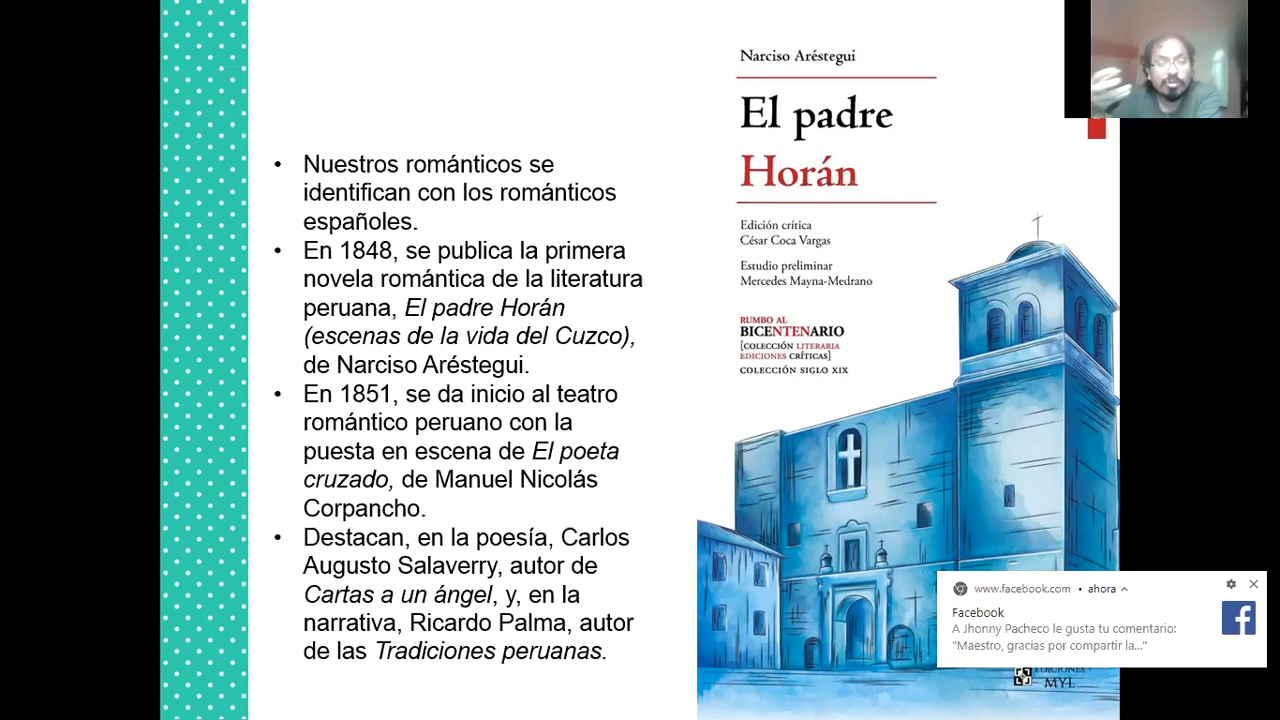 • Nuestros románticos se
identifican con los románticos
españoles.
• En 1848, se publica la primera
novela romántica de la literatura
peruana, El padre Horán
(escenas de la vida del Cuzco),
de Narciso Aréstegui.
• En 1851, se da inicio al teatro
romántico peruano con la
puesta en escena de El poeta
cruzado, de Manuel Nicolás
Corpancho.
• Destacan, en la poesía, Carlos
Augusto Salaverry, autor de
Cartas a un ángel, y, en la
narrativa, Ricardo Palma, autor
de las Tradiciones peruanas.
Narciso Aréstegui
El padre
Horán
Edición crítica
César Coca Vargas
Estudio preliminar
Mercedes Mayna-Medrano
RUMBO AL
BICENTENARIO
[COLECCIÓN LITERARIA
EDICIONES CRÍTICAS]
COLECCIÓN SIGLO XIX
www.facebook.com • ahora
Facebook
A Jhonny Pacheco le gusta tu comentario:
"Maestro, gracias por compartir la..."
EDICIONES
MYL